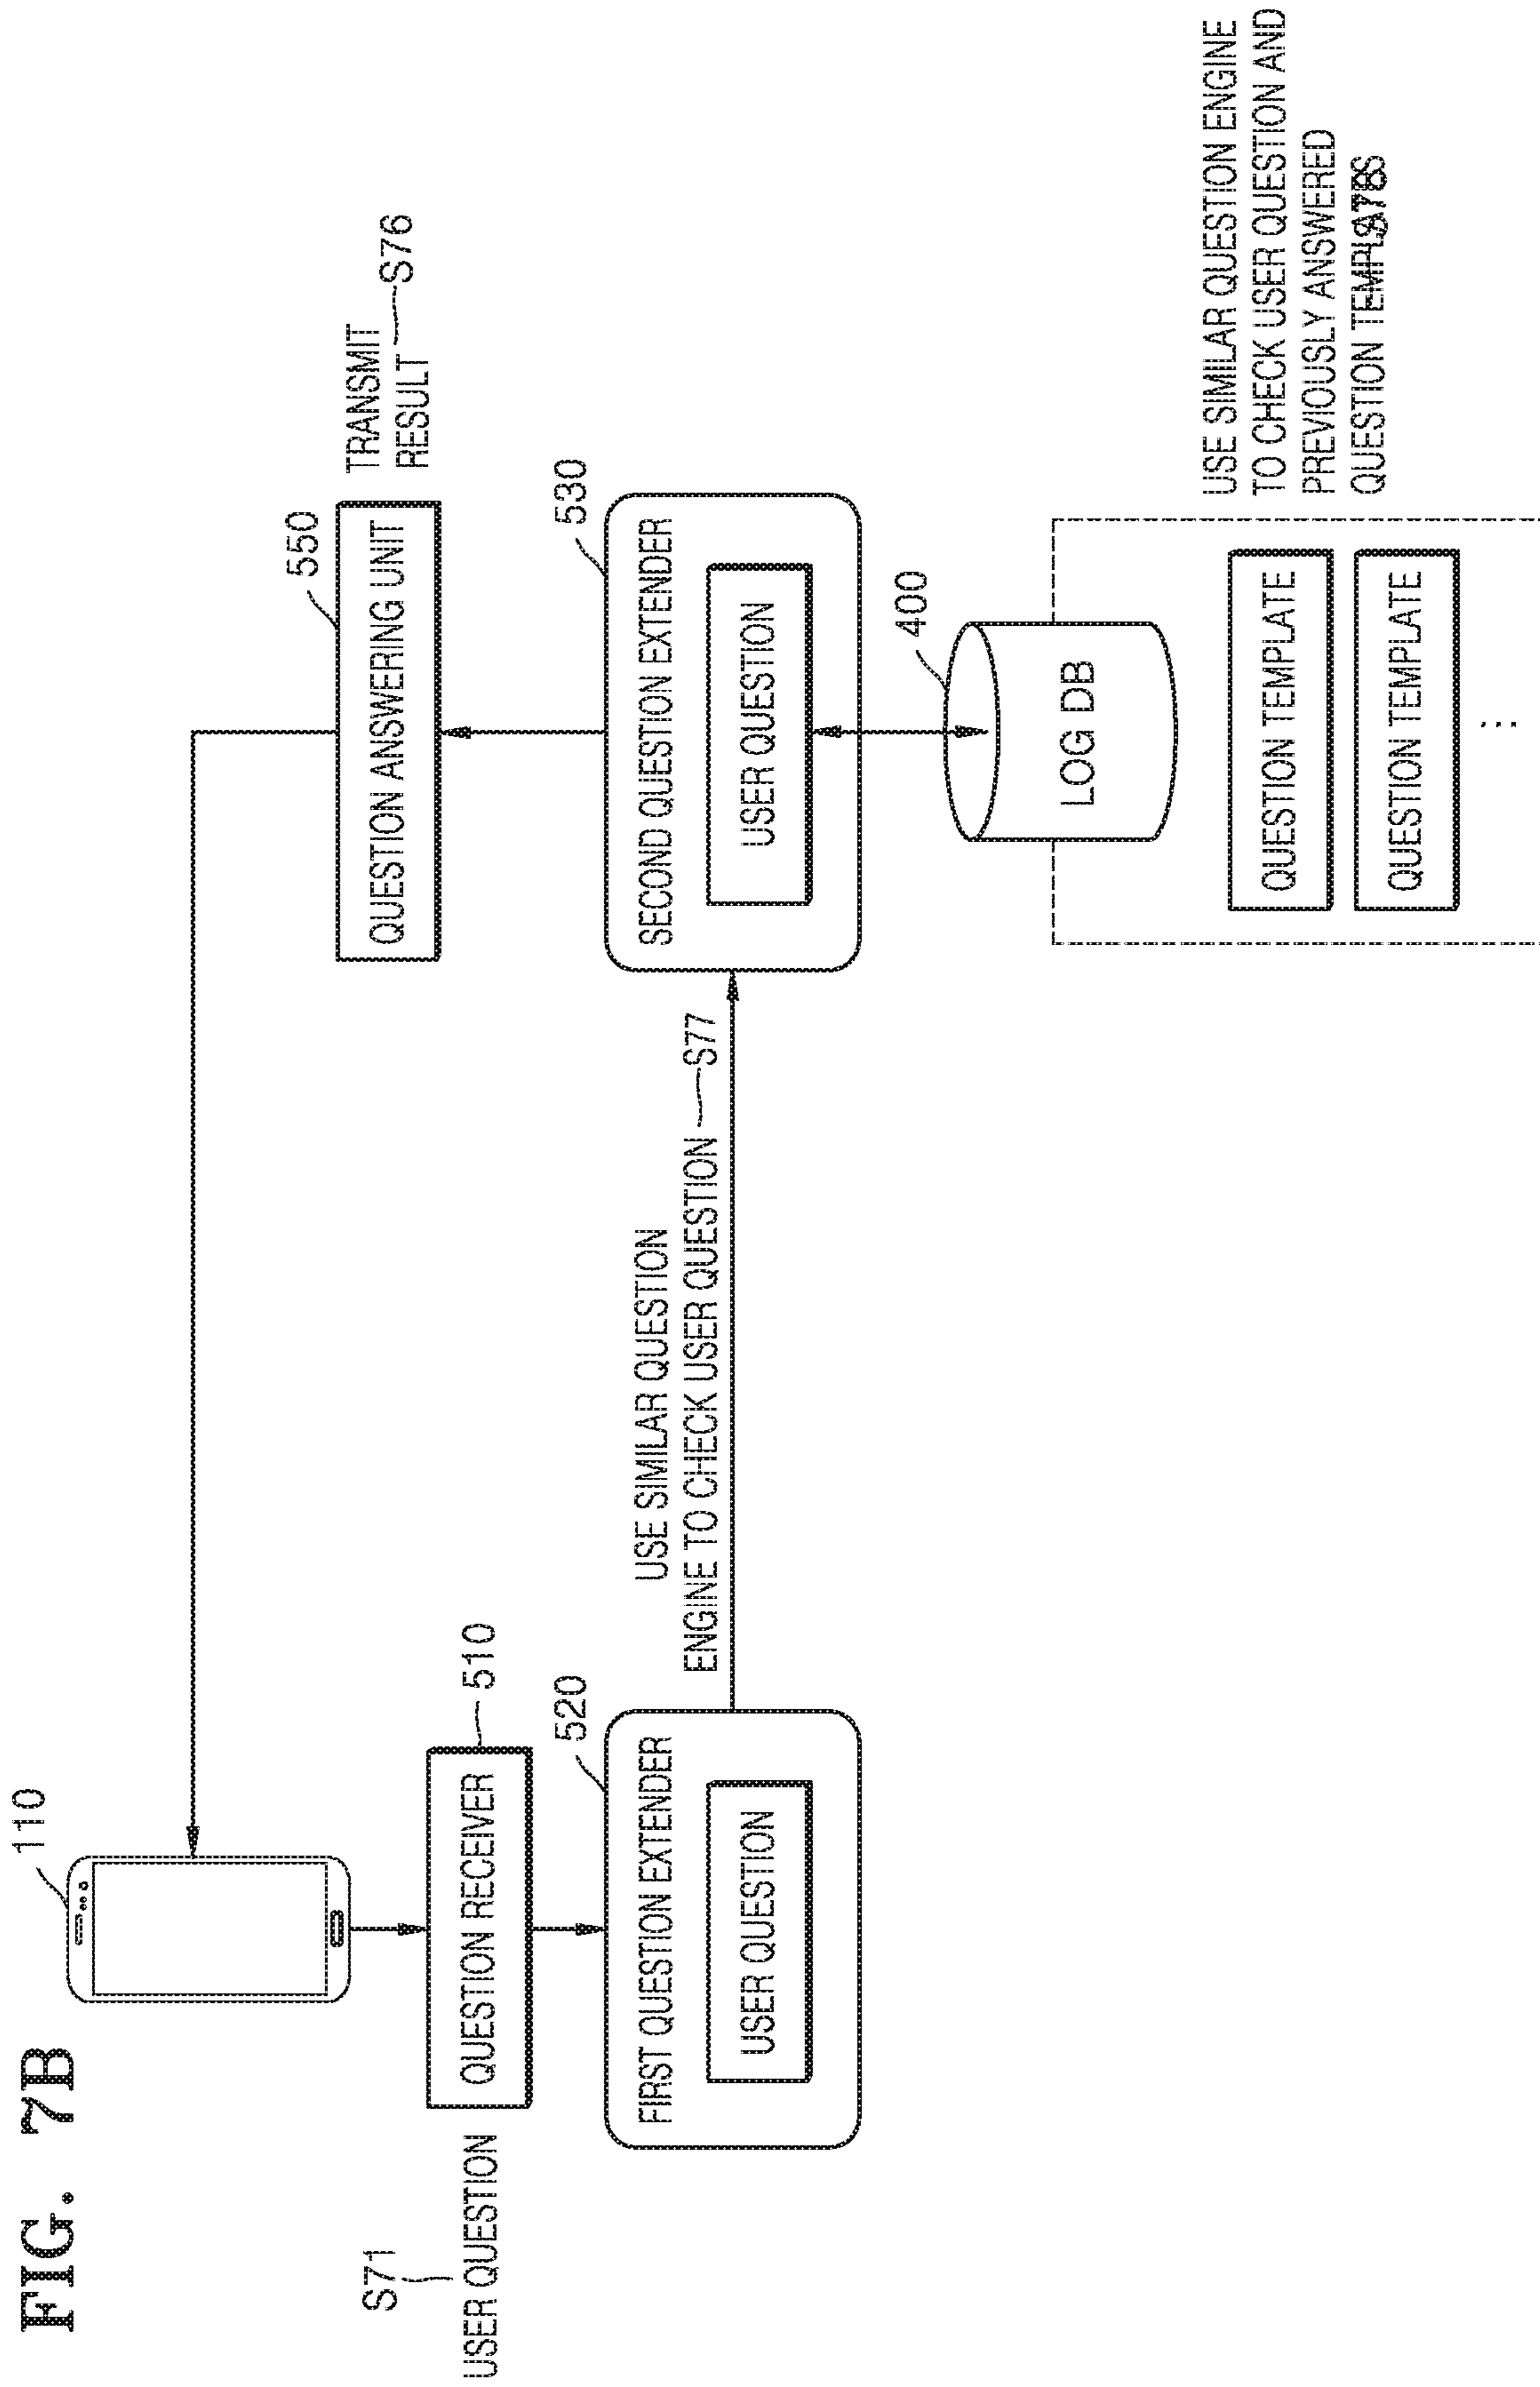 FIG. 7B
110
S71
USER QUESTION
QUESTION RECEIVER
510
520
FIRST QUESTION EXTENDER
USER QUESTION
USE SIMILAR QUESTION
ENGINE TO CHECK USER QUESTION
S77
550
QUESTION ANSWERING UNIT
TRANSMIT
RESULT
S76
530
SECOND QUESTION EXTENDER
USER QUESTION
400
LOG DB
QUESTION TEMPLATE
QUESTION TEMPLATE
...
USE SIMILAR QUESTION ENGINE
TO CHECK USER QUESTION AND
PREVIOUSLY ANSWERED
QUESTION TEMPLATES